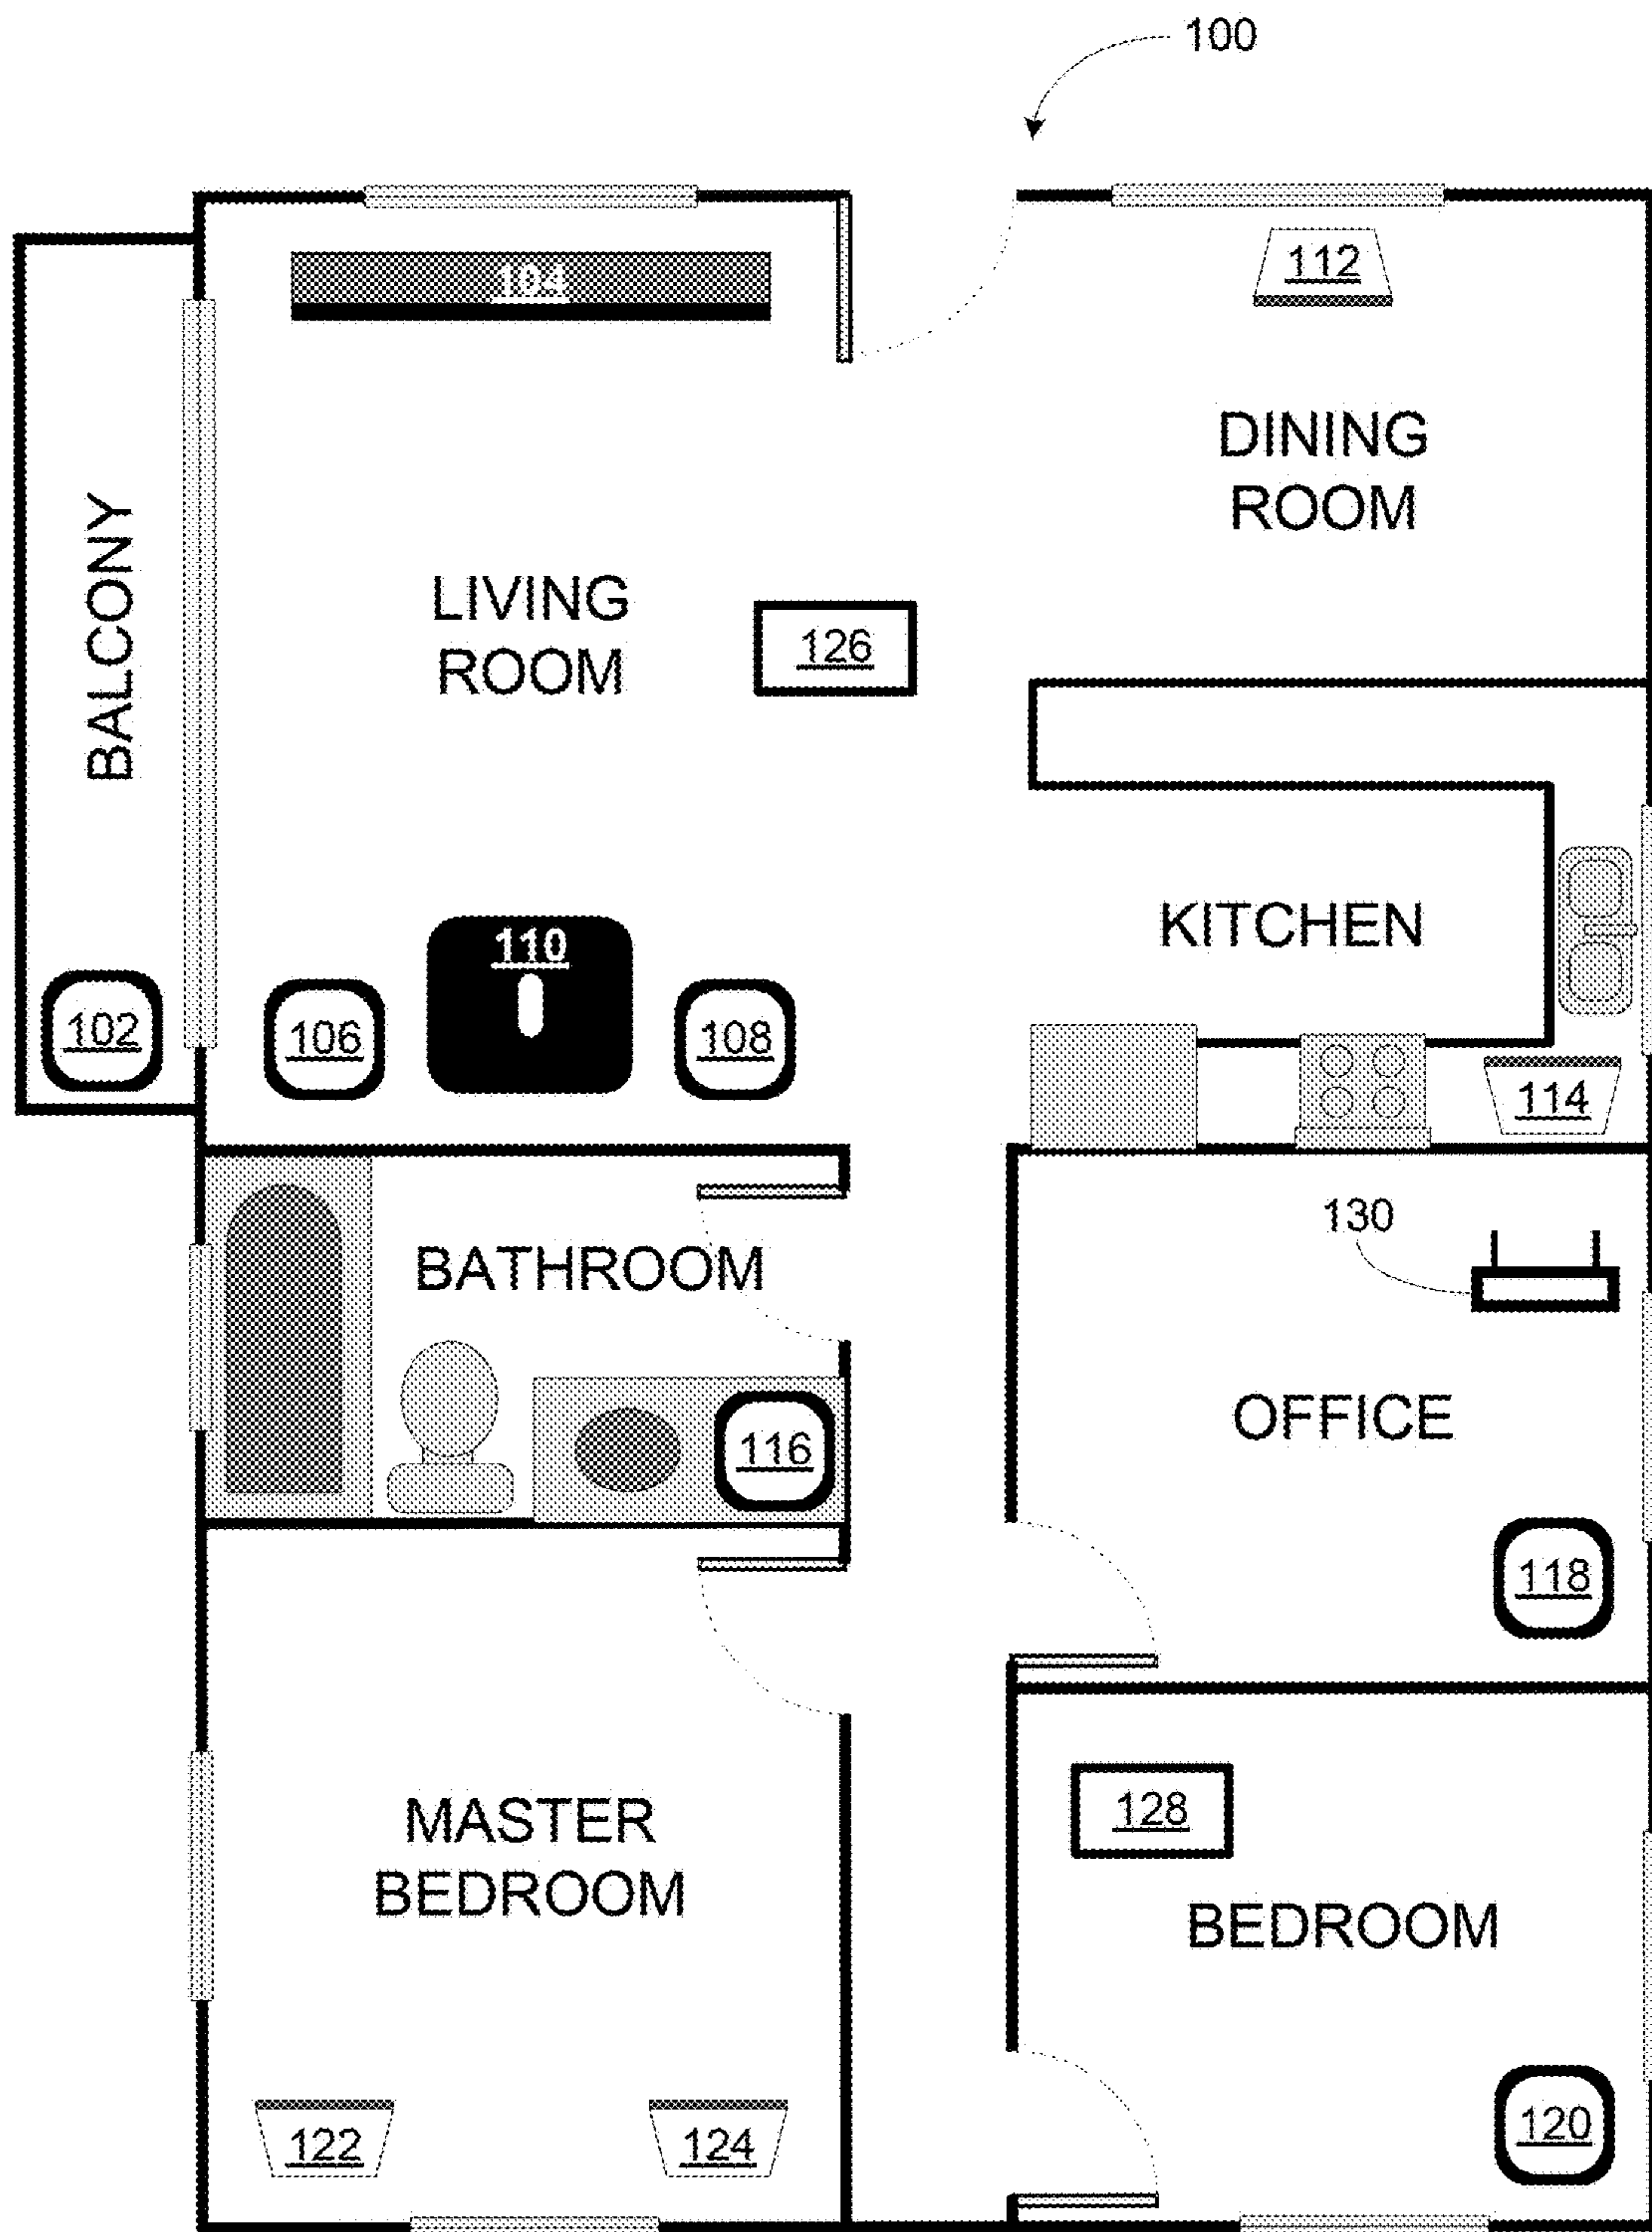 100
104
112
DINING
ROOM
BALCONY
LIVING
ROOM
126
KITCHEN
110
102
106
108
114
130
BATHROOM
OFFICE
116
118
MASTER
BEDROOM
128
BEDROOM
122
124
120